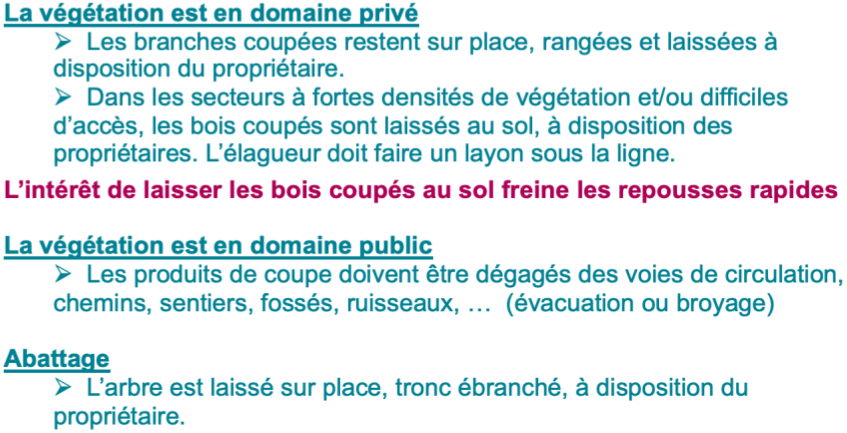 La végétation est en domaine privé
➢ Les branches coupées restent sur place, rangées et laissées à
disposition du propriétaire.
➢ Dans les secteurs à fortes densités de végétation et/ou difficiles
d’accès, les bois coupés sont laissés au sol, à disposition des
propriétaires. L’élagueur doit faire un layon sous la ligne.
L’intérêt de laisser les bois coupés au sol freine les repousses rapides
La végétation est en domaine public
➢ Les produits de coupe doivent être dégagés des voies de circulation,
chemins, sentiers, fossés, ruisseaux, … (évacuation ou broyage)
Abattage
➢ L’arbre est laissé sur place, tronc ébranché, à disposition du
propriétaire.